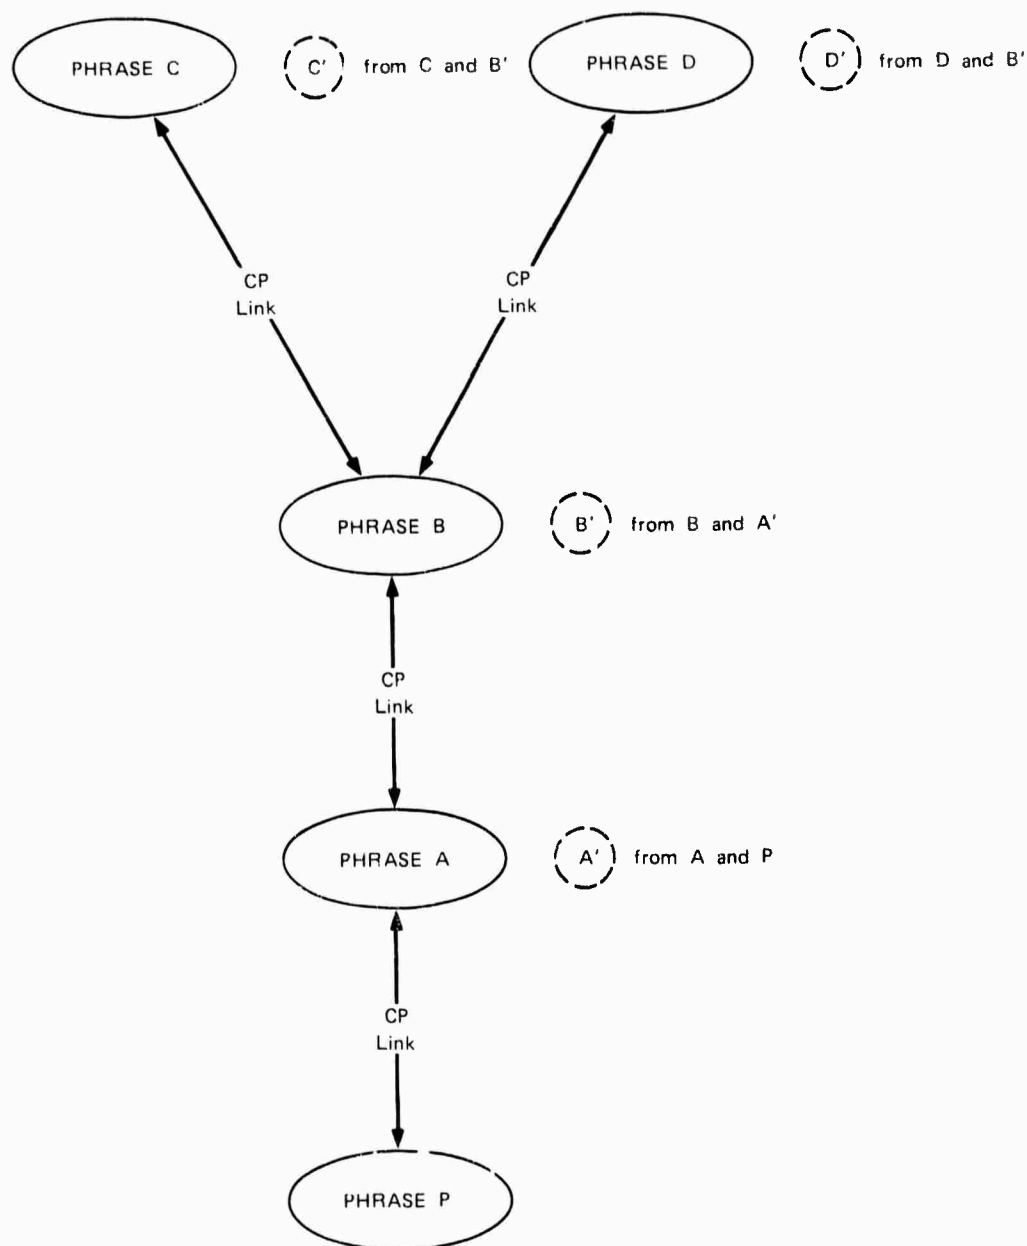 PHRASE C
C' from C and B'
PHRASE D
D' from D and B'
CP
Link
CP
Link
PHRASE B
B' from B and A'
CP
Link
PHRASE A
A' from A and P
CP
Link
PHRASE P